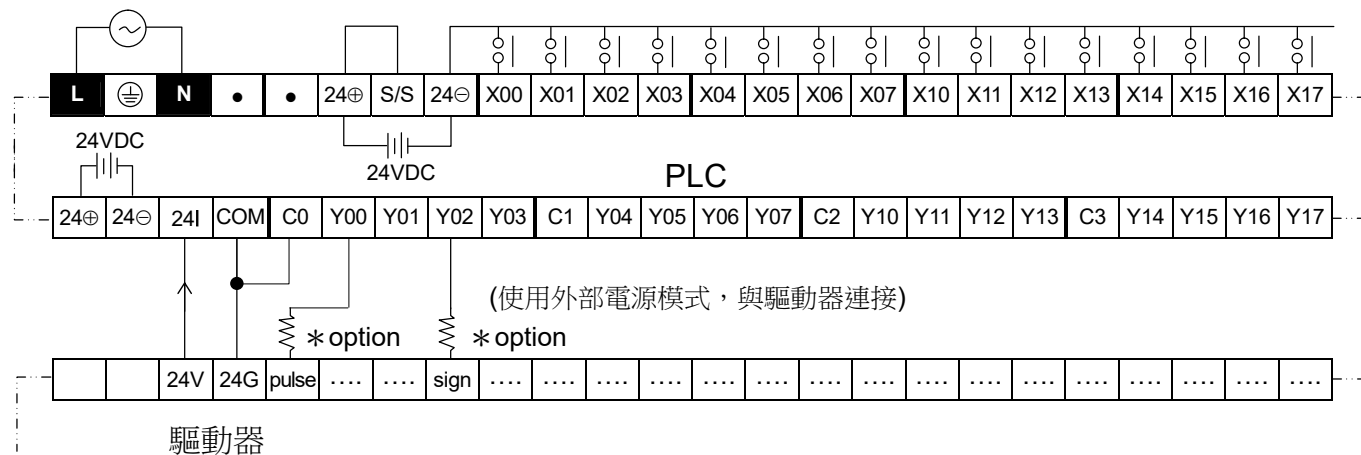 L N • • 24⊕ S/S 24⊖ X00 X01 X02 X03 X04 X05 X06 X07 X10 X11 X12 X13 X14 X15 X16 X17
24VDC
24VDC
PLC
24⊕ 24⊖ 24I COM C0 Y00 Y01 Y02 Y03 C1 Y04 Y05 Y06 Y07 C2 Y10 Y11 Y12 Y13 C3 Y14 Y15 Y16 Y17
(使用外部電源模式，與驅動器連接)
＊option ＊option
24V 24G pulse .... .... sign .... .... .... .... .... .... .... .... .... .... .... .... .... .... .... ....
驅動器